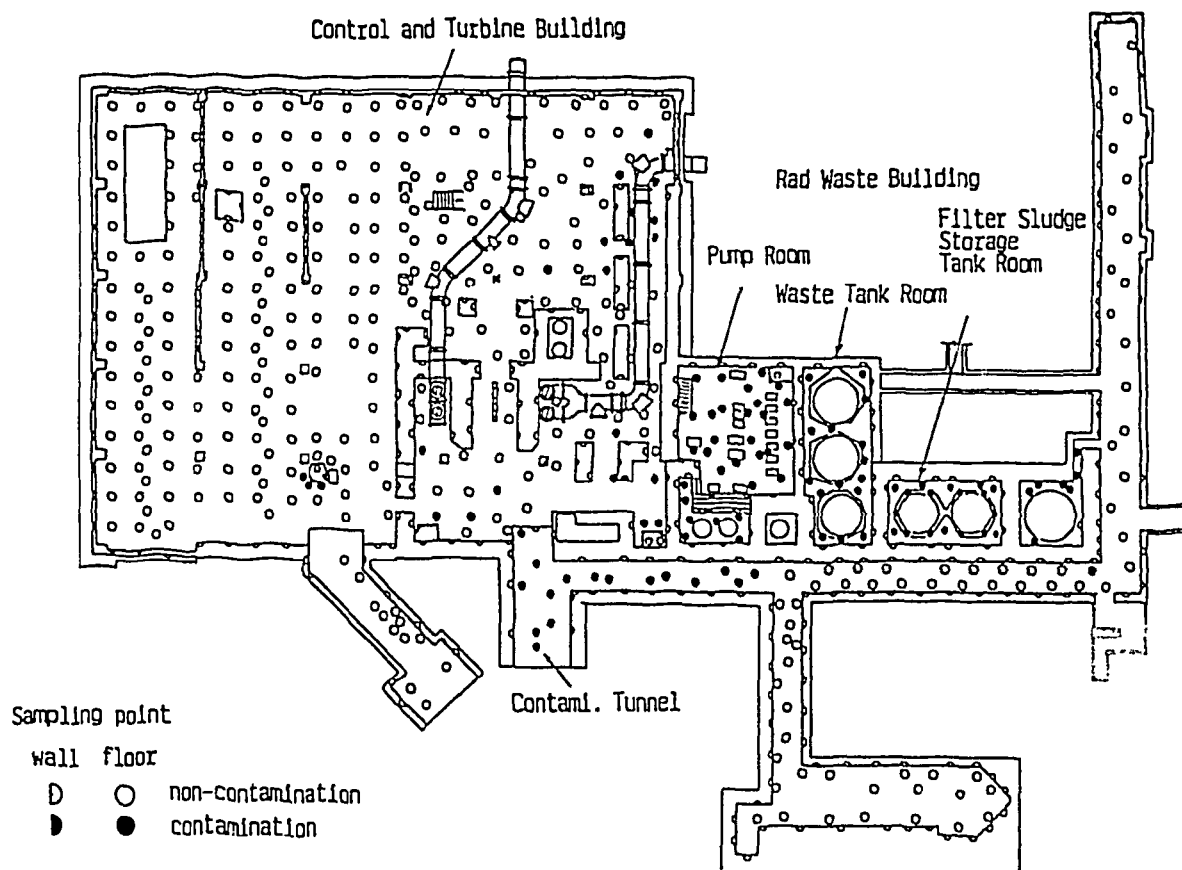 Control and Turbine Building
Rad Waste Building
Filter Sludge
Storage
Tank Room
Pump Room
Waste Tank Room
Contami. Tunnel
Sampling point
wall floor
non-contamination
contamination